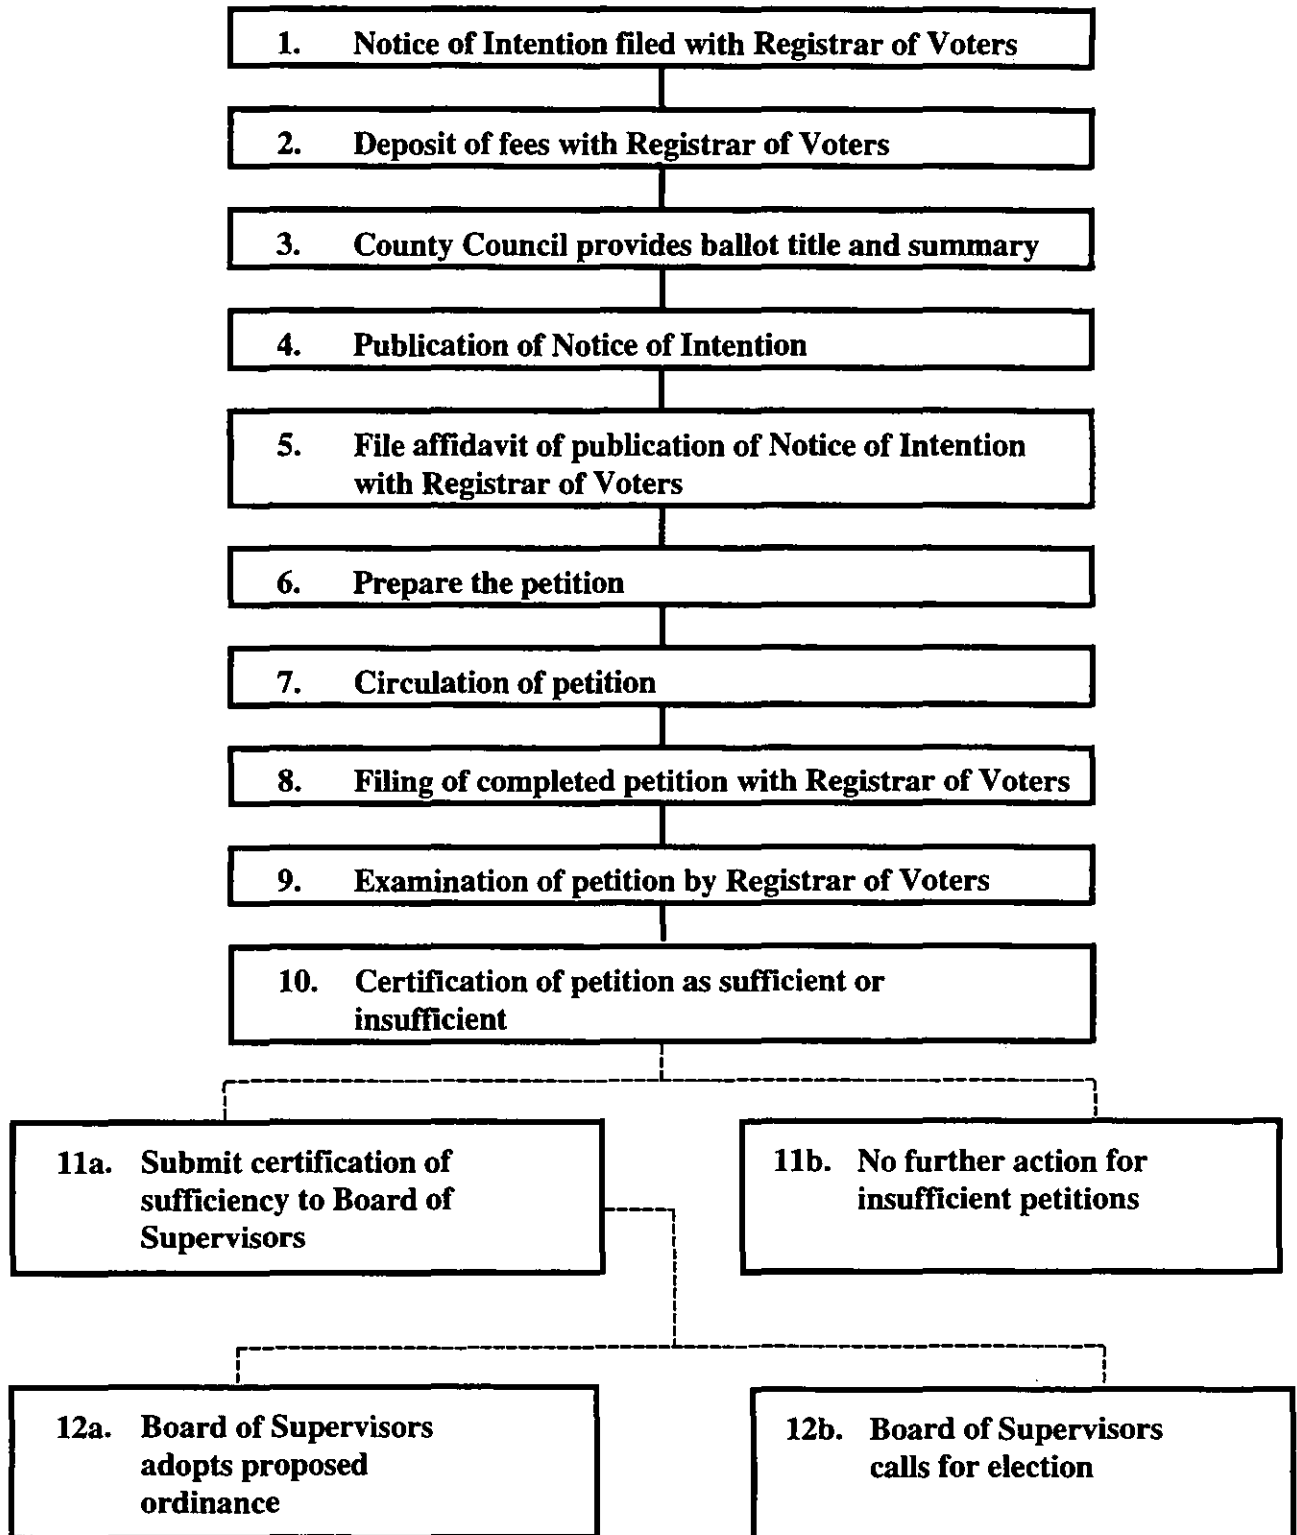 1. Notice of Intention filed with Registrar of Voters
2. Deposit of fees with Registrar of Voters
3. County Council provides ballot title and summary
4. Publication of Notice of Intention
5. File affidavit of publication of Notice of Intention
with Registrar of Voters
6. Prepare the petition
7. Circulation of petition
8. Filing of completed petition with Registrar of Voters
9. Examination of petition by Registrar of Voters
10. Certification of petition as sufficient or
insufficient
11a. Submit certification of
sufficiency to Board of
Supervisors
11b. No further action for
insufficient petitions
12a. Board of Supervisors
adopts proposed
ordinance
12b. Board of Supervisors
calls for election